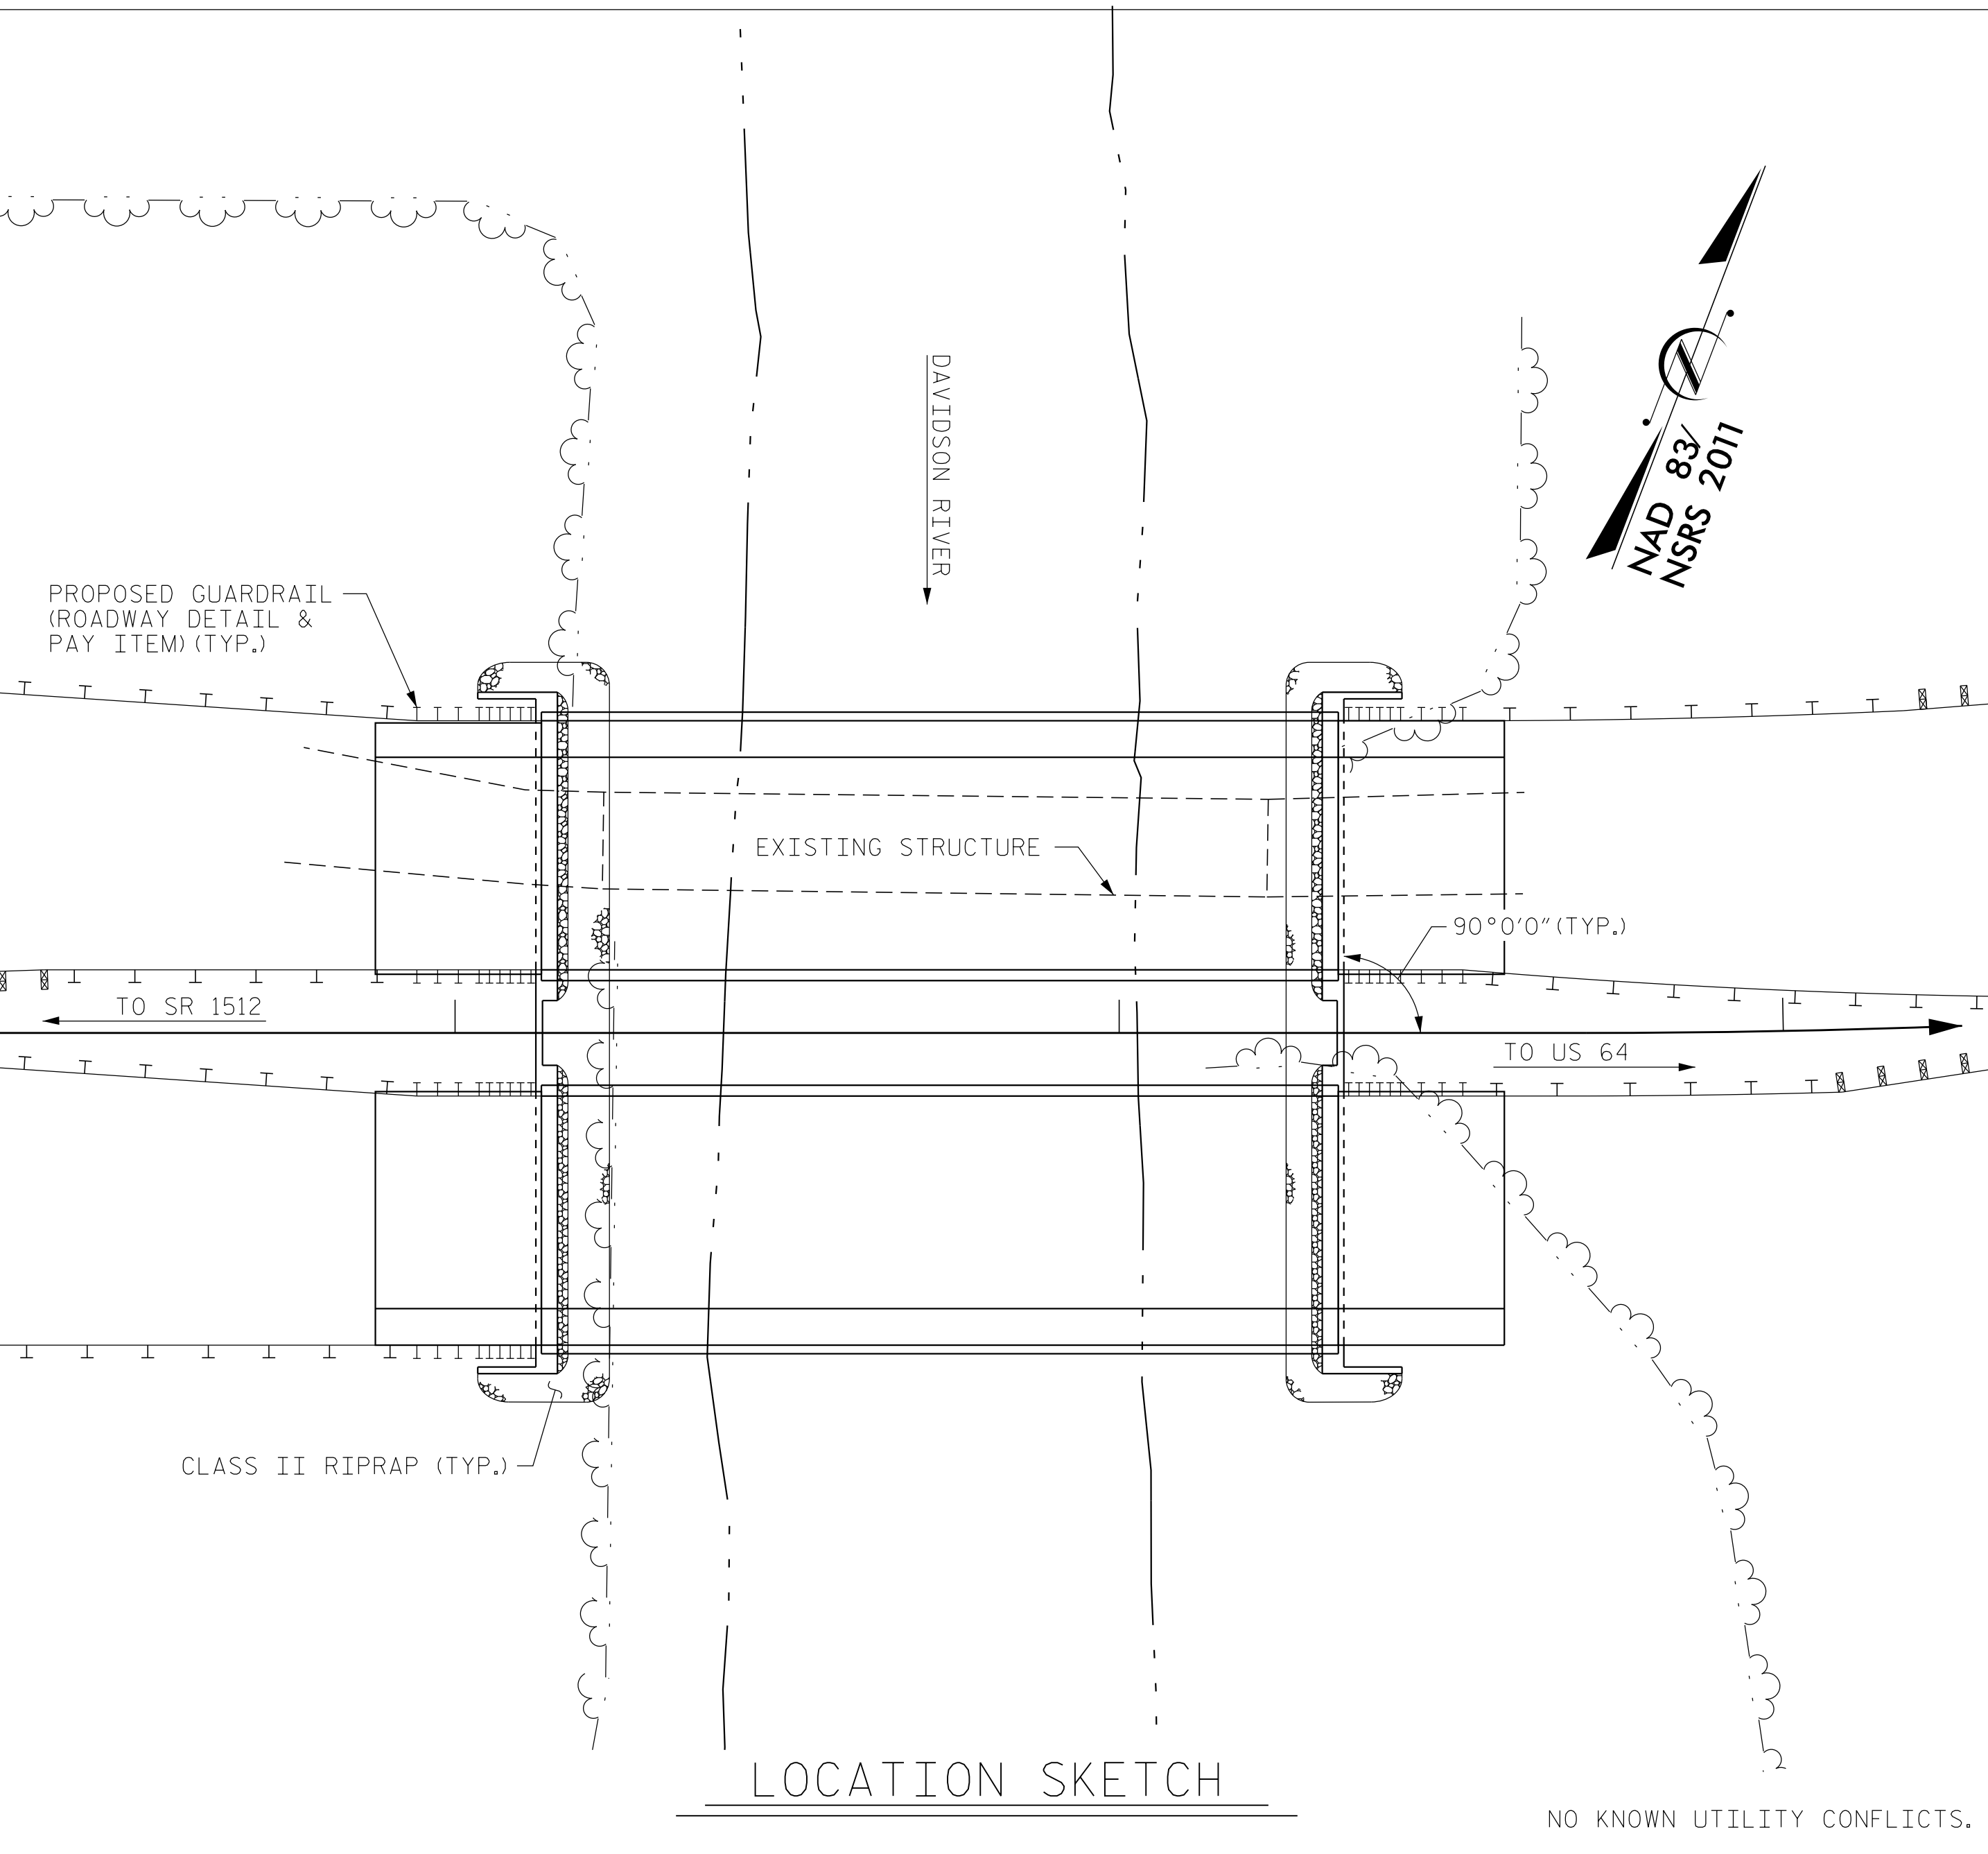 DAVIDSON RIVER
N
NAD 83/
NSRS 2011
PROPOSED GUARDRAIL
(ROADWAY DETAIL &
PAY ITEM)(TYP.)
EXISTING STRUCTURE
90°0'0"(TYP.)
TO SR 1512
TO US 64
CLASS II RIPRAP (TYP.)
LOCATION SKETCH
NO KNOWN UTILITY CONFLICTS.